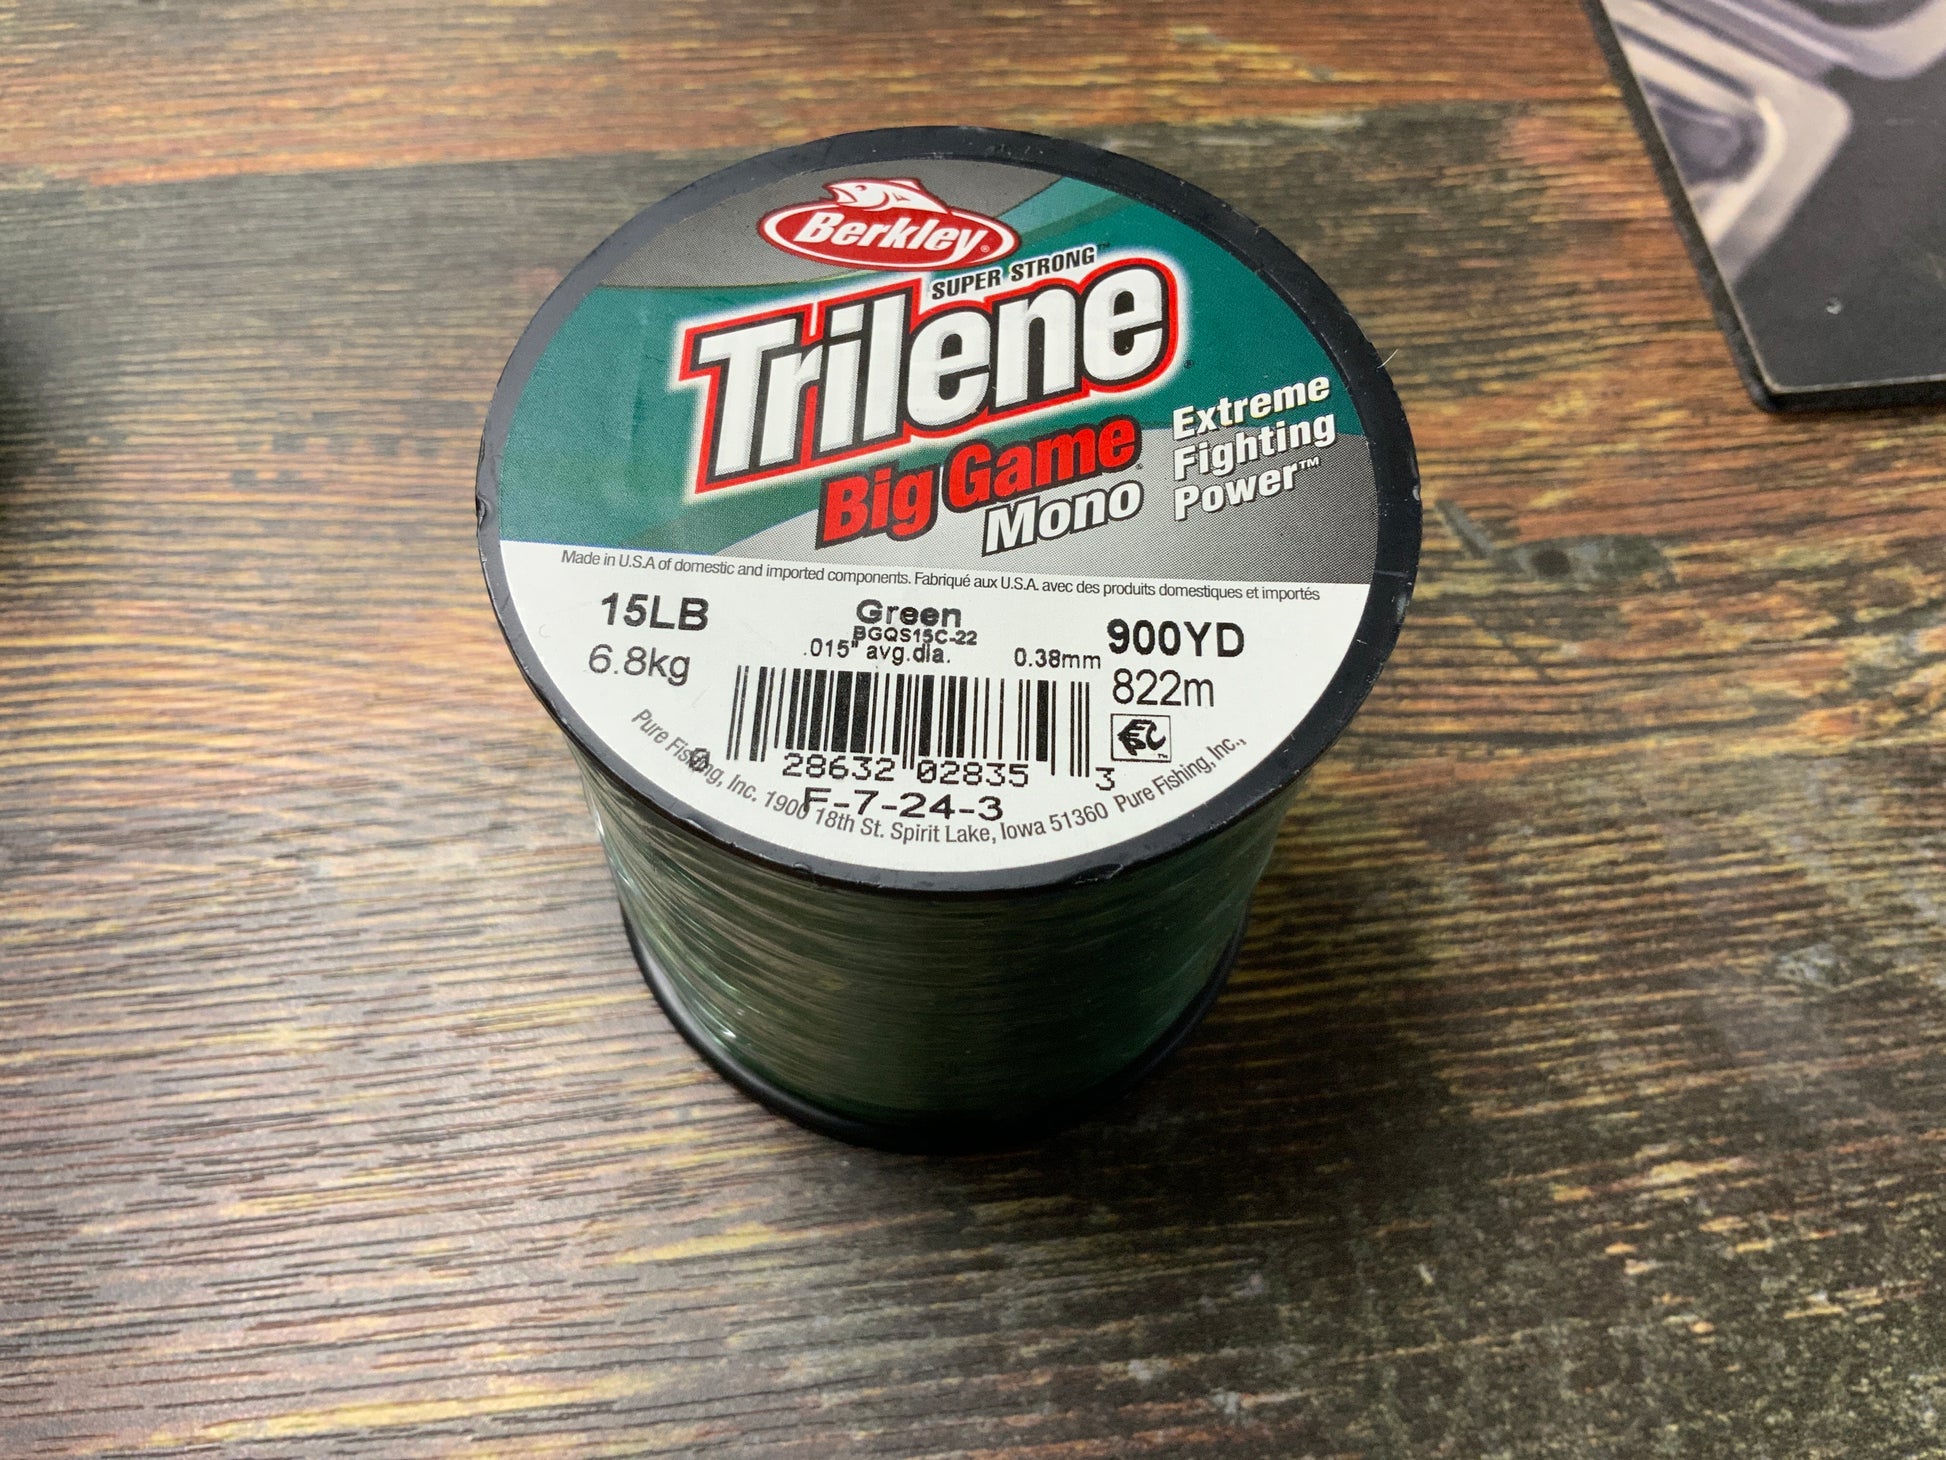 Berkley®
SUPER STRONG™
Trilene®
Big Game®
Mono
Extreme
Fighting
Power™
Made in U.S.A of domestic and imported components. Fabriqué aux U.S.A. avec des produits domestiques et importés
15LB
6.8kg
Green
BGQS15C-22
.015" avg.dia.
0.38mm
900YD
822m
0 28632 02835 3
F-7-24-3
Pure Fishing, Inc. 1900 18th St. Spirit Lake, Iowa 51360 Pure Fishing, Inc.,